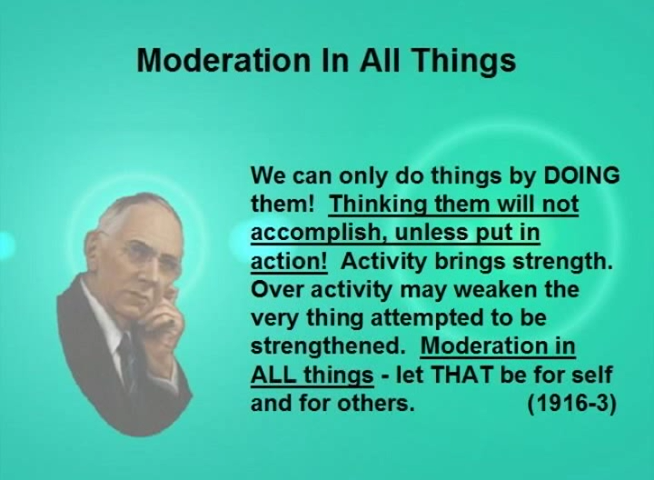 Moderation In All Things
We can only do things by DOING
them!  Thinking them will not
accomplish, unless put in
action!  Activity brings strength.
Over activity may weaken the
very thing attempted to be
strengthened.  Moderation in
ALL things - let THAT be for self
and for others.  (1916-3)